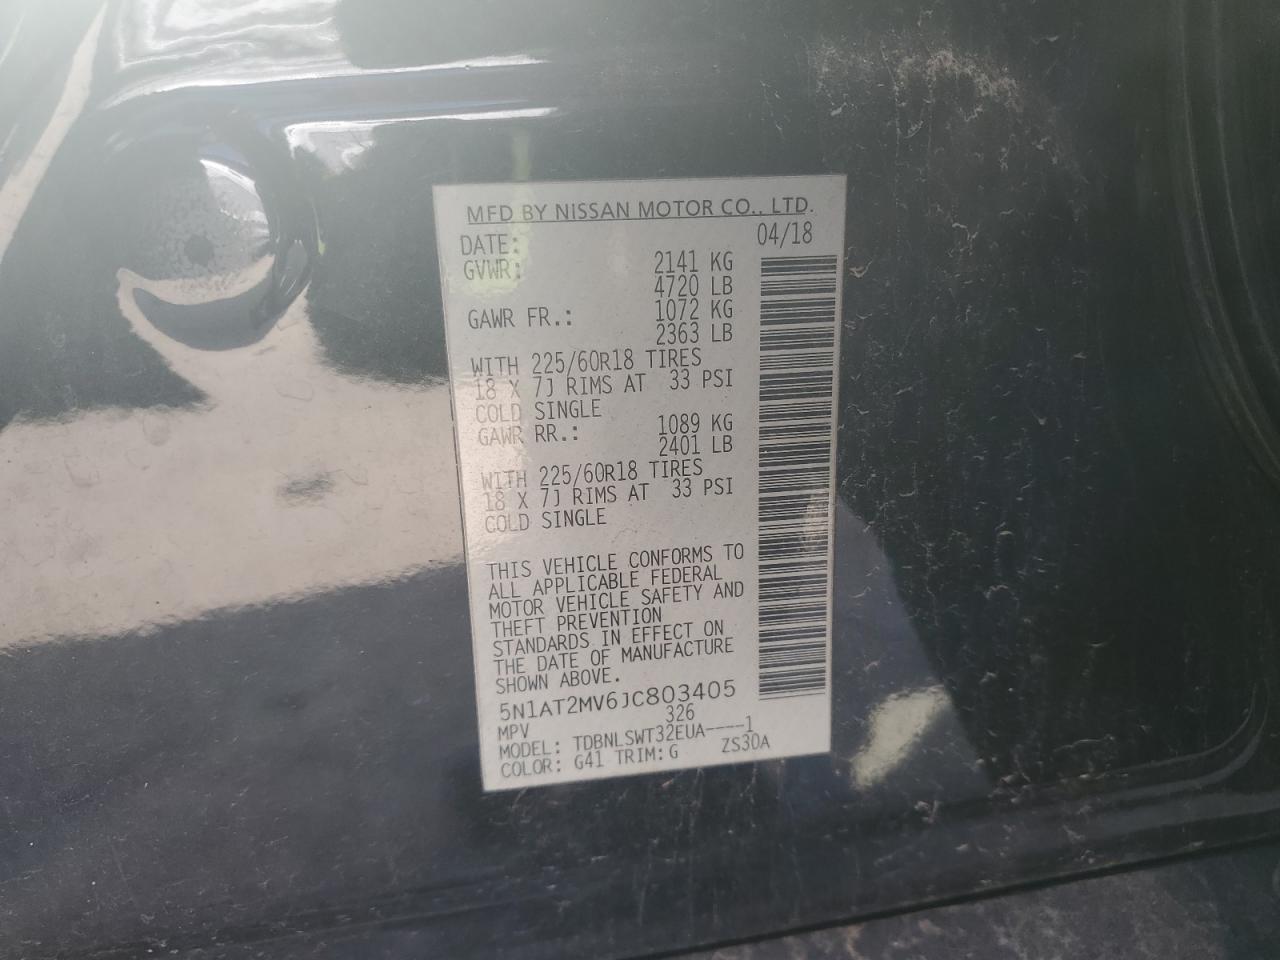 MFD BY NISSAN MOTOR CO., LTD.
DATE: 04/18
GVWR: 2141 KG
4720 LB
GAWR FR.: 1072 KG
2363 LB
WITH 225/60R18 TIRES
18 X 7J RIMS AT 33 PSI
COLD SINGLE
GAWR RR.: 1089 KG
2401 LB
WITH 225/60R18 TIRES
18 X 7J RIMS AT 33 PSI
COLD SINGLE
THIS VEHICLE CONFORMS TO
ALL APPLICABLE FEDERAL
MOTOR VEHICLE SAFETY AND
THEFT PREVENTION
STANDARDS IN EFFECT ON
THE DATE OF MANUFACTURE
SHOWN ABOVE.
5N1AT2MV6JC803405
MPV 326
MODEL: TDBNLSWT32EUA----1
COLOR: G41 TRIM: G ZS30A